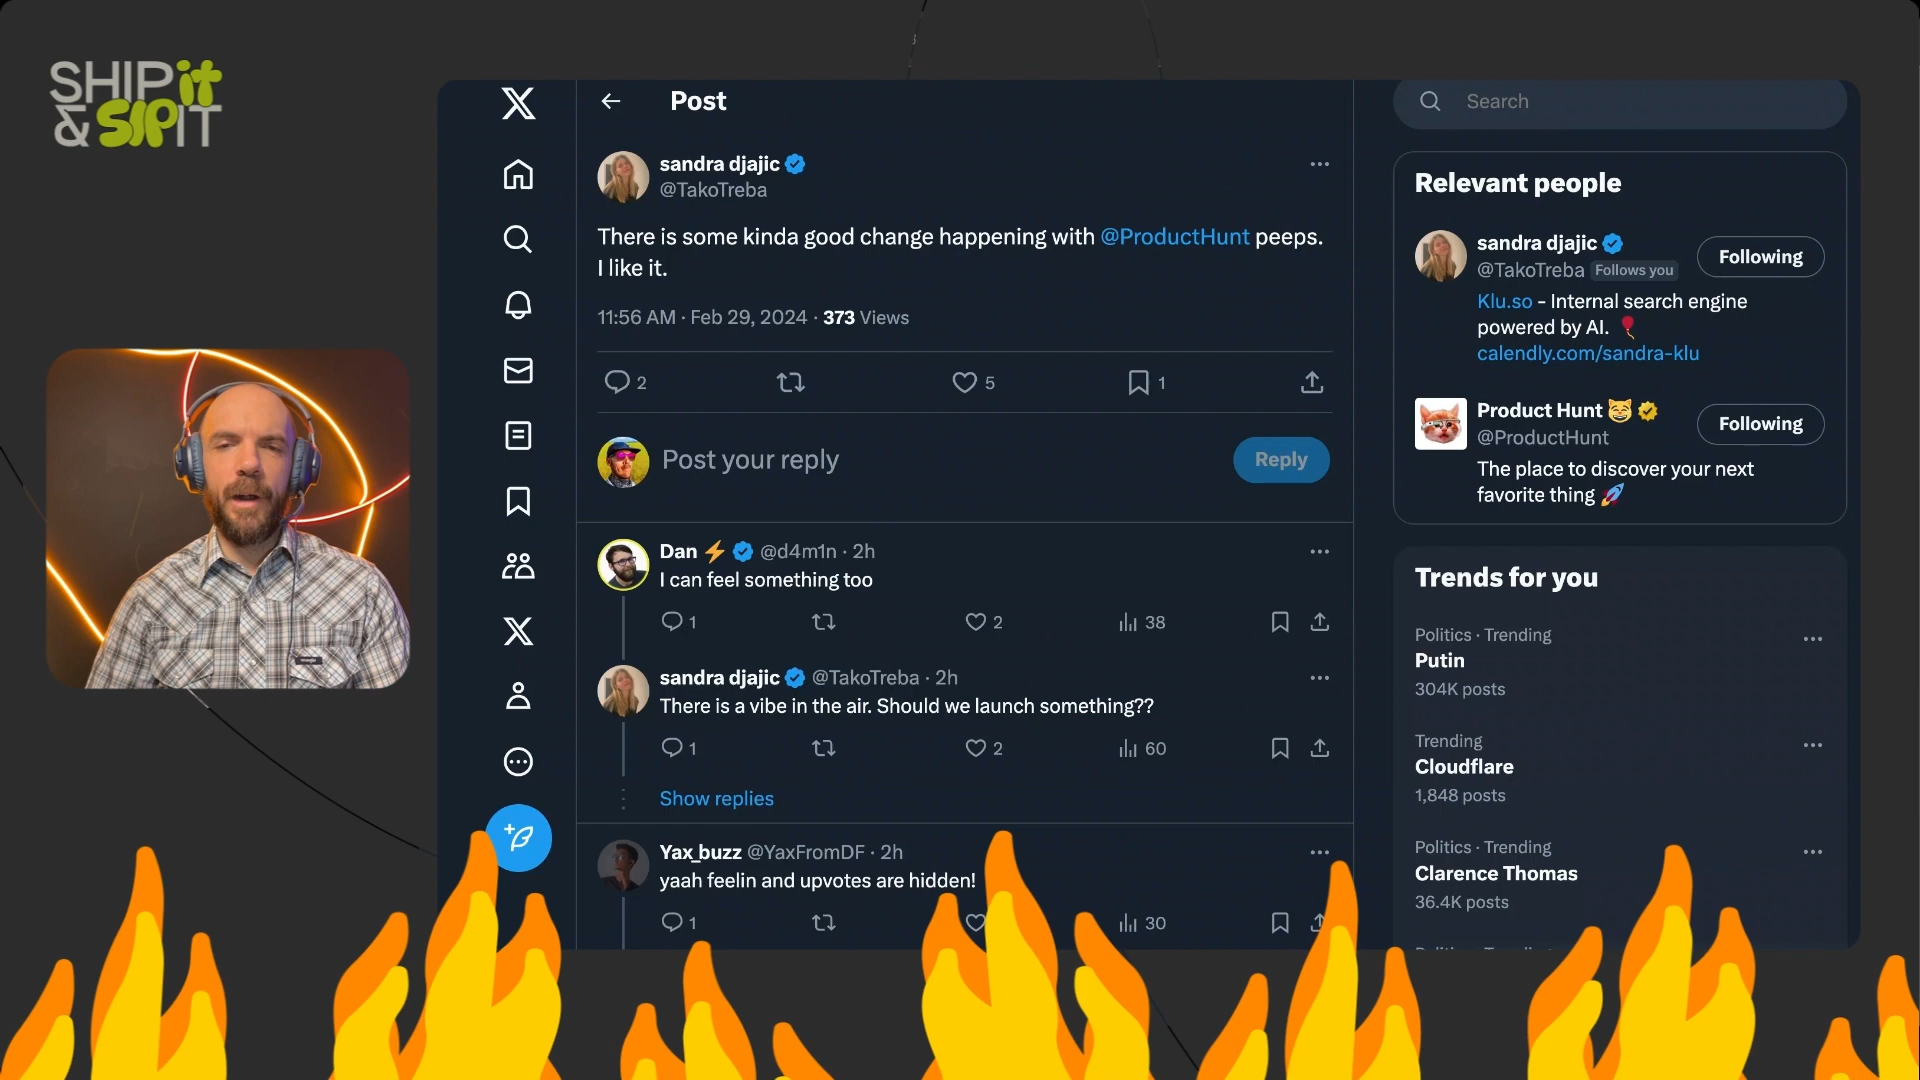 SHIP it
& SIP IT
Post
sandra djajic
@TakoTreba
There is some kinda good change happening with @ProductHunt peeps.
I like it.
11:56 AM · Feb 29, 2024 · 373 Views
2
5
1
Post your reply
Reply
Dan ⚡ @d4m1n · 2h
I can feel something too
1
2
38
sandra djajic @TakoTreba · 2h
There is a vibe in the air. Should we launch something??
1
2
60
Show replies
Yax_buzz @YaxFromDF · 2h
yaah feelin and upvotes are hidden!
1
30
Search
Relevant people
sandra djajic
@TakoTreba Follows you
Following
Klu.so - Internal search engine
powered by AI. 🎈
calendly.com/sandra-klu
Product Hunt 😸
@ProductHunt
Following
The place to discover your next
favorite thing 🚀
Trends for you
Politics · Trending
Putin
304K posts
Trending
Cloudflare
1,848 posts
Politics · Trending
Clarence Thomas
36.4K posts